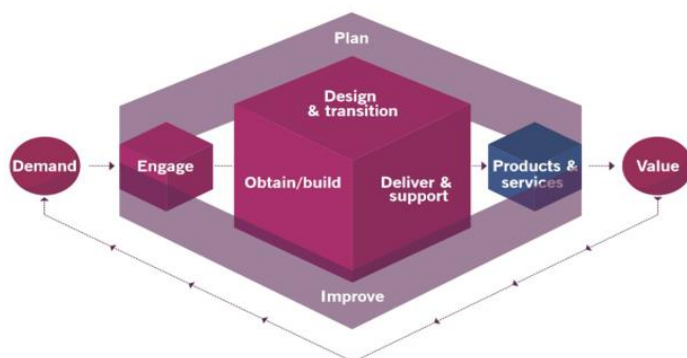 Plan
Design
& transition
Demand
Engage
Obtain/build
Deliver &
support
Products &
services
Value
Improve